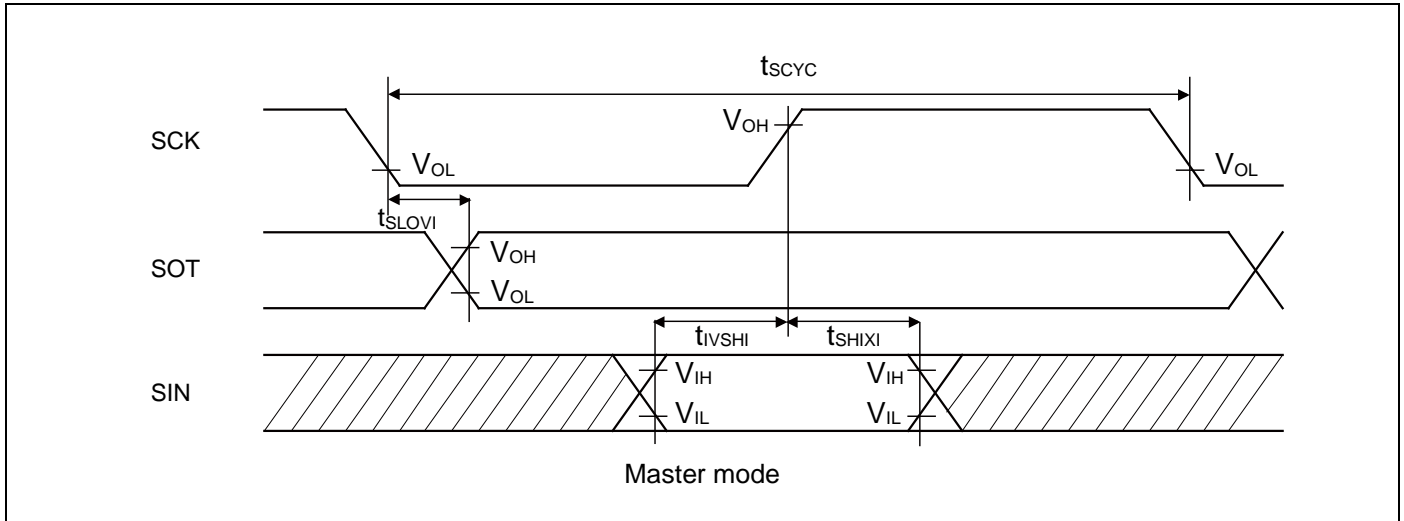 tSCYC
SCK
VOH
VOL
VOL
tSLOVI
SOT
VOH
VOL
tIVSHI
tSHIXI
SIN
VIH
VIH
VIL
VIL
Master mode